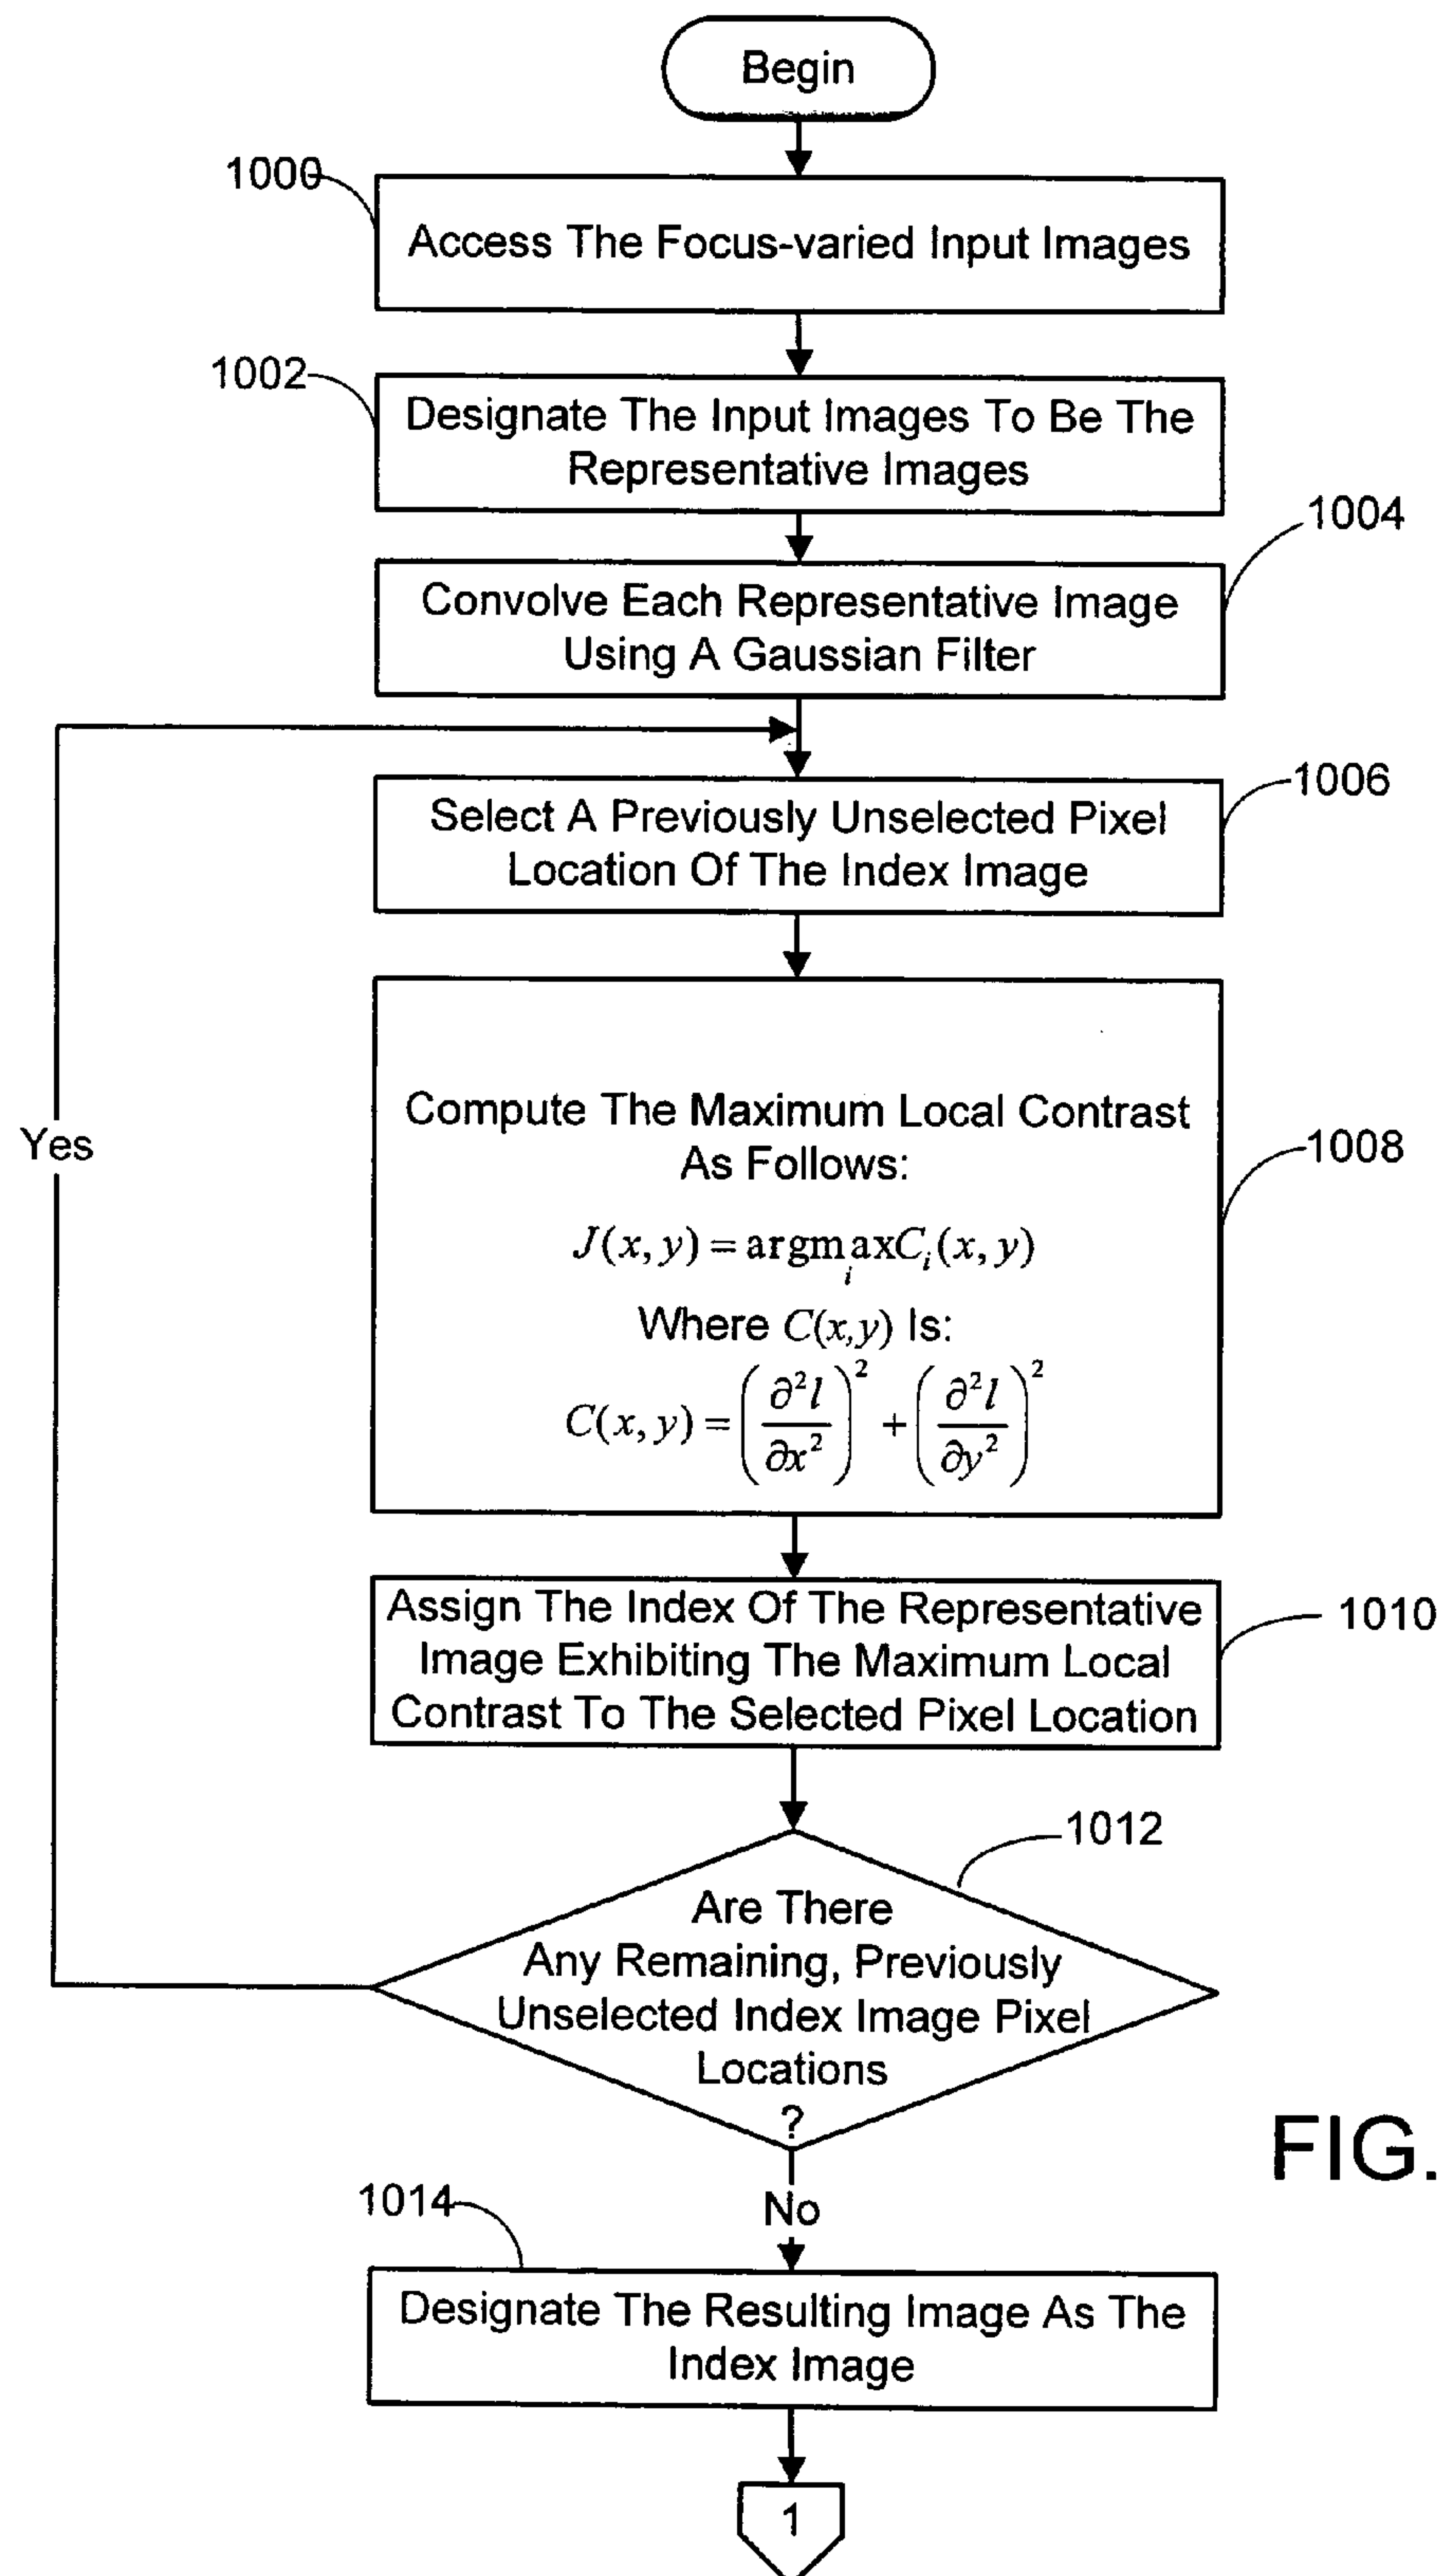 Begin
1000
Access The Focus-varied Input Images
1002
Designate The Input Images To Be The
Representative Images
1004
Convolve Each Representative Image
Using A Gaussian Filter
1006
Select A Previously Unselected Pixel
Location Of The Index Image
1008
Compute The Maximum Local Contrast
As Follows:
J(x, y) = argmax_i C_i(x, y)
Where C(x,y) Is:
C(x, y) = (∂²l/∂x²)² + (∂²l/∂y²)²
Yes
1010
Assign The Index Of The Representative
Image Exhibiting The Maximum Local
Contrast To The Selected Pixel Location
1012
Are There
Any Remaining, Previously
Unselected Index Image Pixel
Locations
?
FIG.
No
1014
Designate The Resulting Image As The
Index Image
1